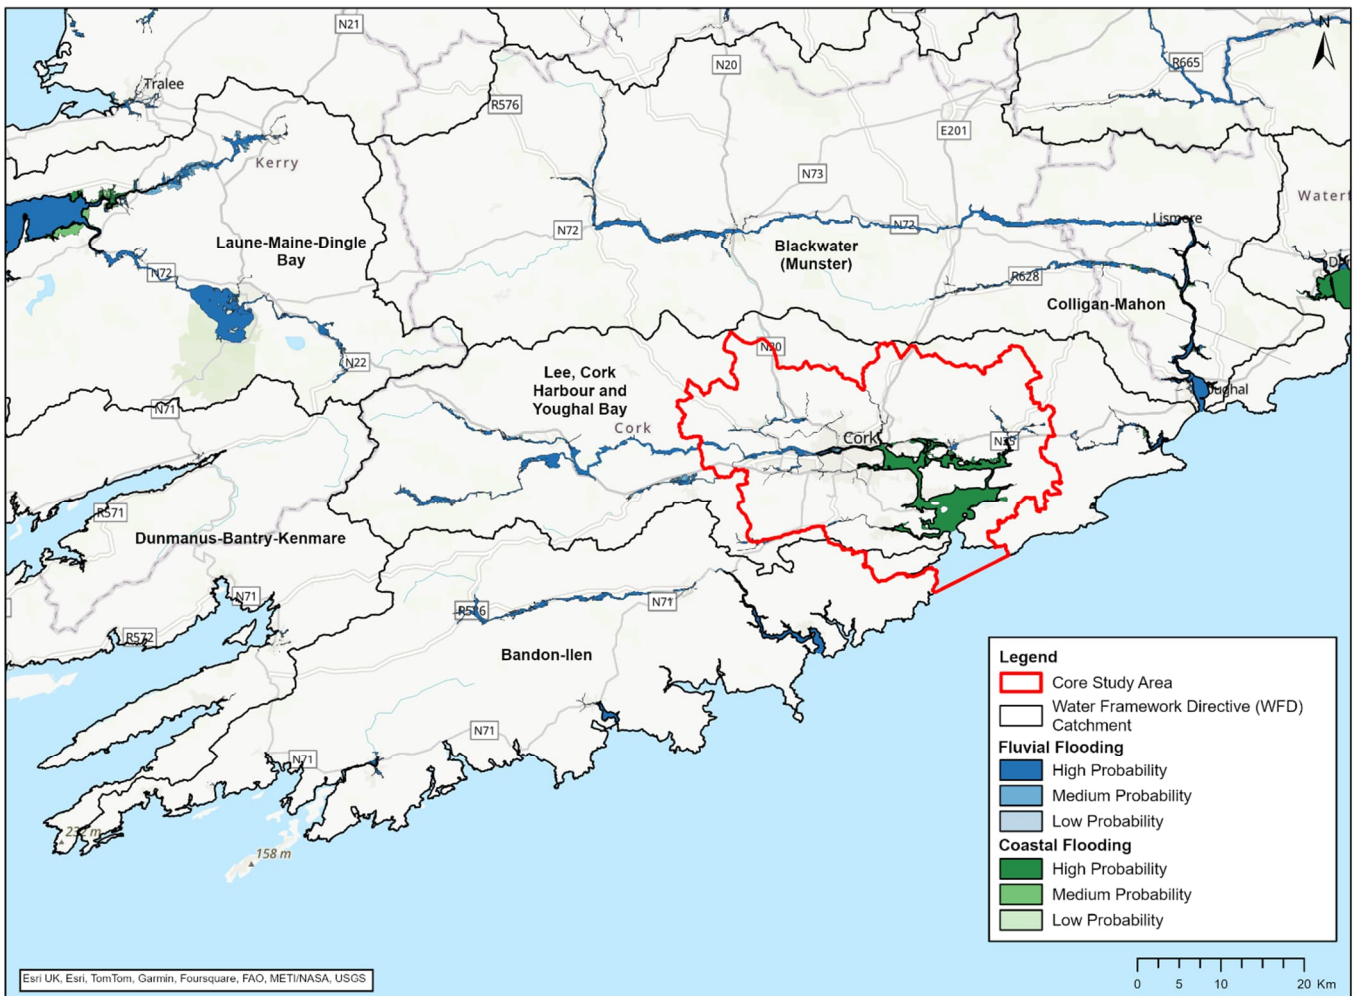 N21
N
N20
R665
Tralee
R576
E201
Kerry
N73
Waterf
Lismore
N72
N72
Laune-Maine-Dingle
Bay
Blackwater
(Munster)
N72
R628
Colligan-Mahon
N20
N22
Lee, Cork
Harbour and
Youghal Bay
ughal
N71
Cork
Cork
N25
R571
Dunmanus-Bantry-Kenmare
N71
R586
N71
R572
Bandon-Ilen
N71
N71
232 m
158 m
Legend
Core Study Area
Water Framework Directive (WFD)
Catchment
Fluvial Flooding
High Probability
Medium Probability
Low Probability
Coastal Flooding
High Probability
Medium Probability
Low Probability
Esri UK, Esri, TomTom, Garmin, Foursquare, FAO, METI/NASA, USGS
0 5 10 20 Km